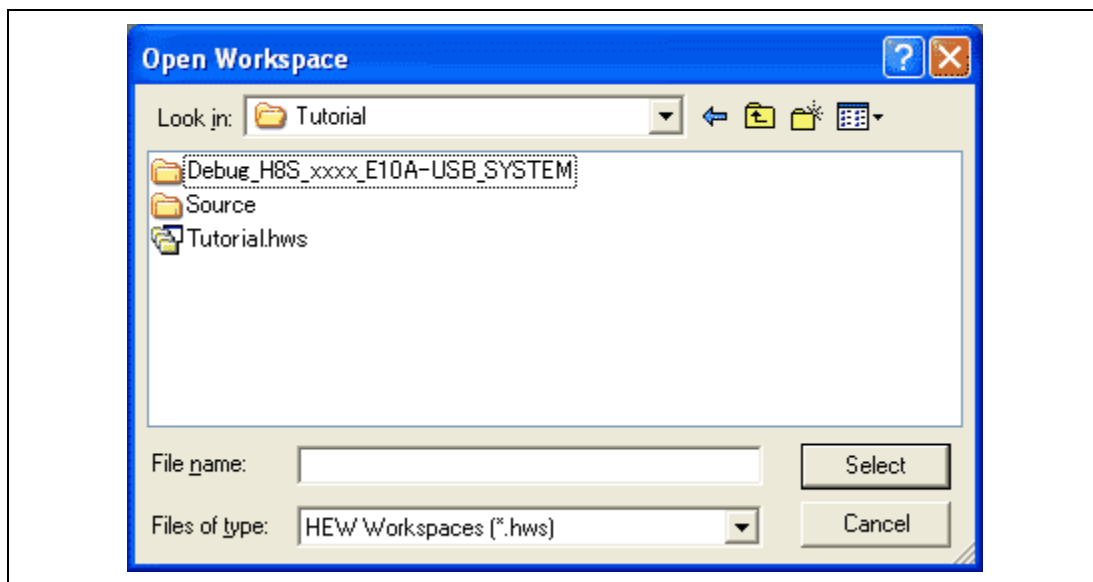 Open Workspace
Look in: Tutorial
Debug_H8S_xxxx_E10A-USB_SYSTEM
Source
Tutorial.hws
File name:
Select
Files of type: HEW Workspaces (*.hws)
Cancel